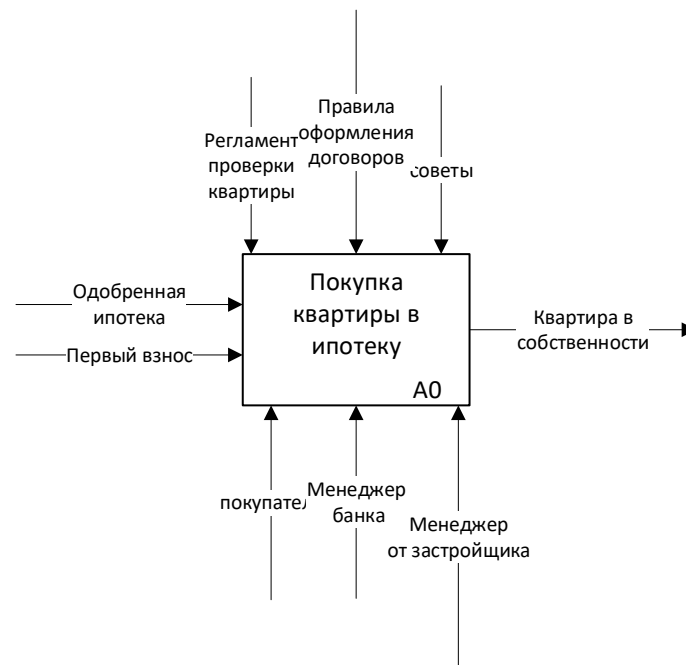 Правила
оформления
договоров
Регламент
проверки
квартиры
советы
Одобренная
ипотека
Первый взнос
Покупка
квартиры в
ипотеку
A0
Квартира в
собственности
покупател
Менеджер
банка
Менеджер
от застройщика